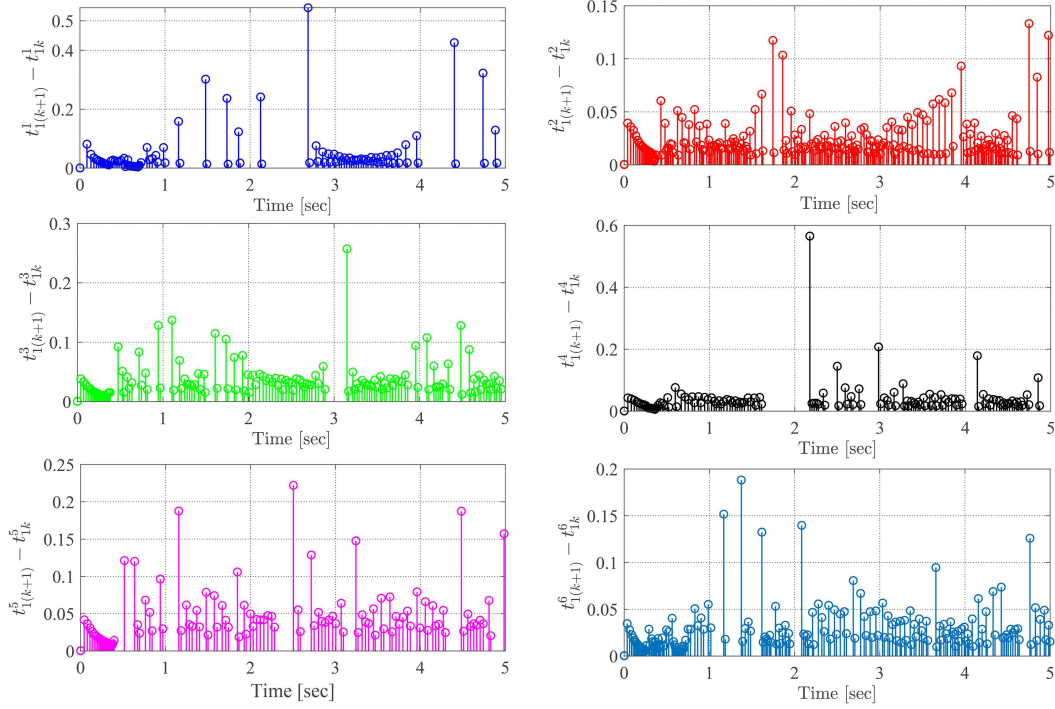 t^1_{1(k+1)} − t^1_{1k}
0.5
0.4
0.2
0
0 1 2 3 4 5
Time [sec]
t^2_{1(k+1)} − t^2_{1k}
0.15
0.1
0.05
0
0 1 2 3 4 5
Time [sec]
t^3_{1(k+1)} − t^3_{1k}
0.3
0.2
0.1
0
0 1 2 3 4 5
Time [sec]
t^4_{1(k+1)} − t^4_{1k}
0.6
0.4
0.2
0
0 1 2 3 4 5
Time [sec]
t^5_{1(k+1)} − t^5_{1k}
0.25
0.2
0.15
0.1
0.05
0
0 1 2 3 4 5
Time [sec]
t^6_{1(k+1)} − t^6_{1k}
0.2
0.15
0.1
0.05
0
0 1 2 3 4 5
Time [sec]